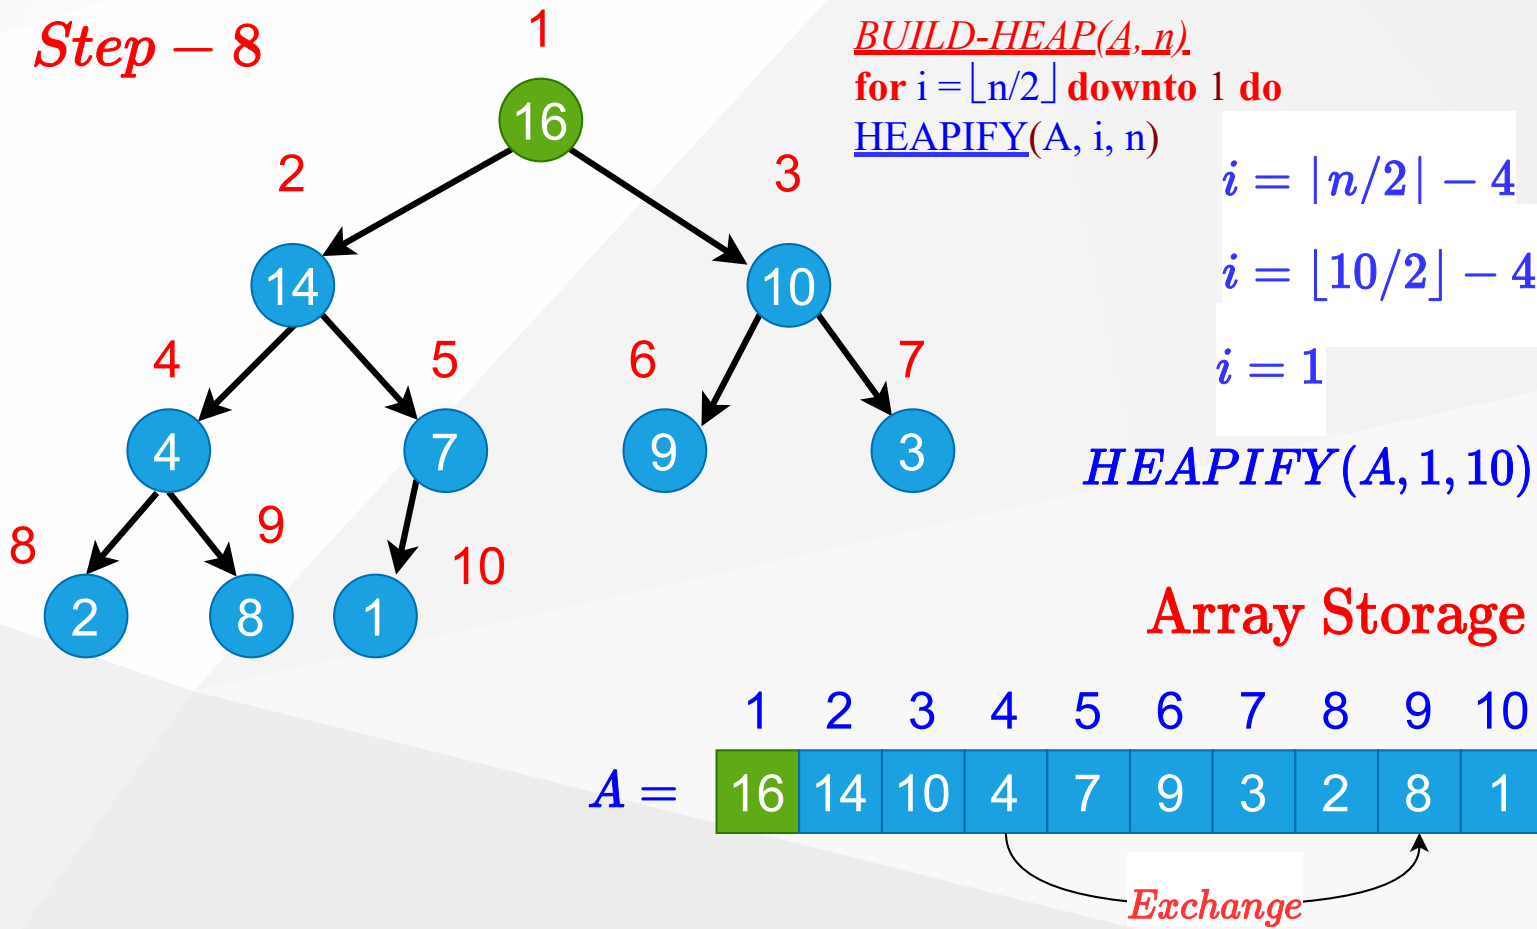 Step − 8
BUILD-HEAP(A, n)
for i = ⌊n/2⌋ downto 1 do
HEAPIFY(A, i, n)
i = |n/2| − 4
i = ⌊10/2⌋ − 4
i = 1
HEAPIFY(A, 1, 10)
1
16
2 3
14 10
4 5 6 7
4 7 9 3
8 9 10
2 8 1
Array Storage
1 2 3 4 5 6 7 8 9 10
A = 16 14 10 4 7 9 3 2 8 1
Exchange